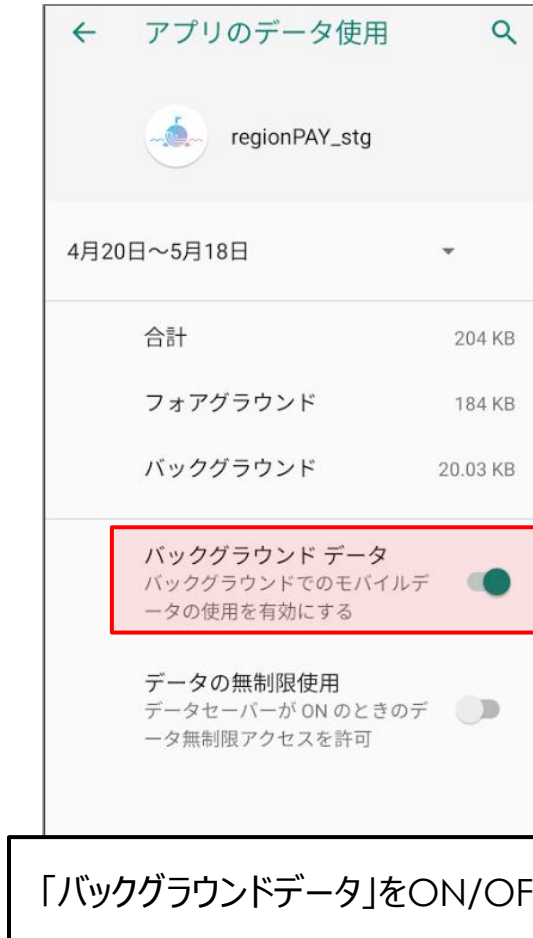 アプリのデータ使用
regionPAY_stg
4月20日～5月18日
合計 204 KB
フォアグラウンド 184 KB
バックグラウンド 20.03 KB
バックグラウンド データ
バックグラウンドでのモバイルデ
ータの使用を有効にする
データの無制限使用
データセーバーが ON のときのデ
ータ無制限アクセスを許可
「バックグラウンドデータ」をON/OF